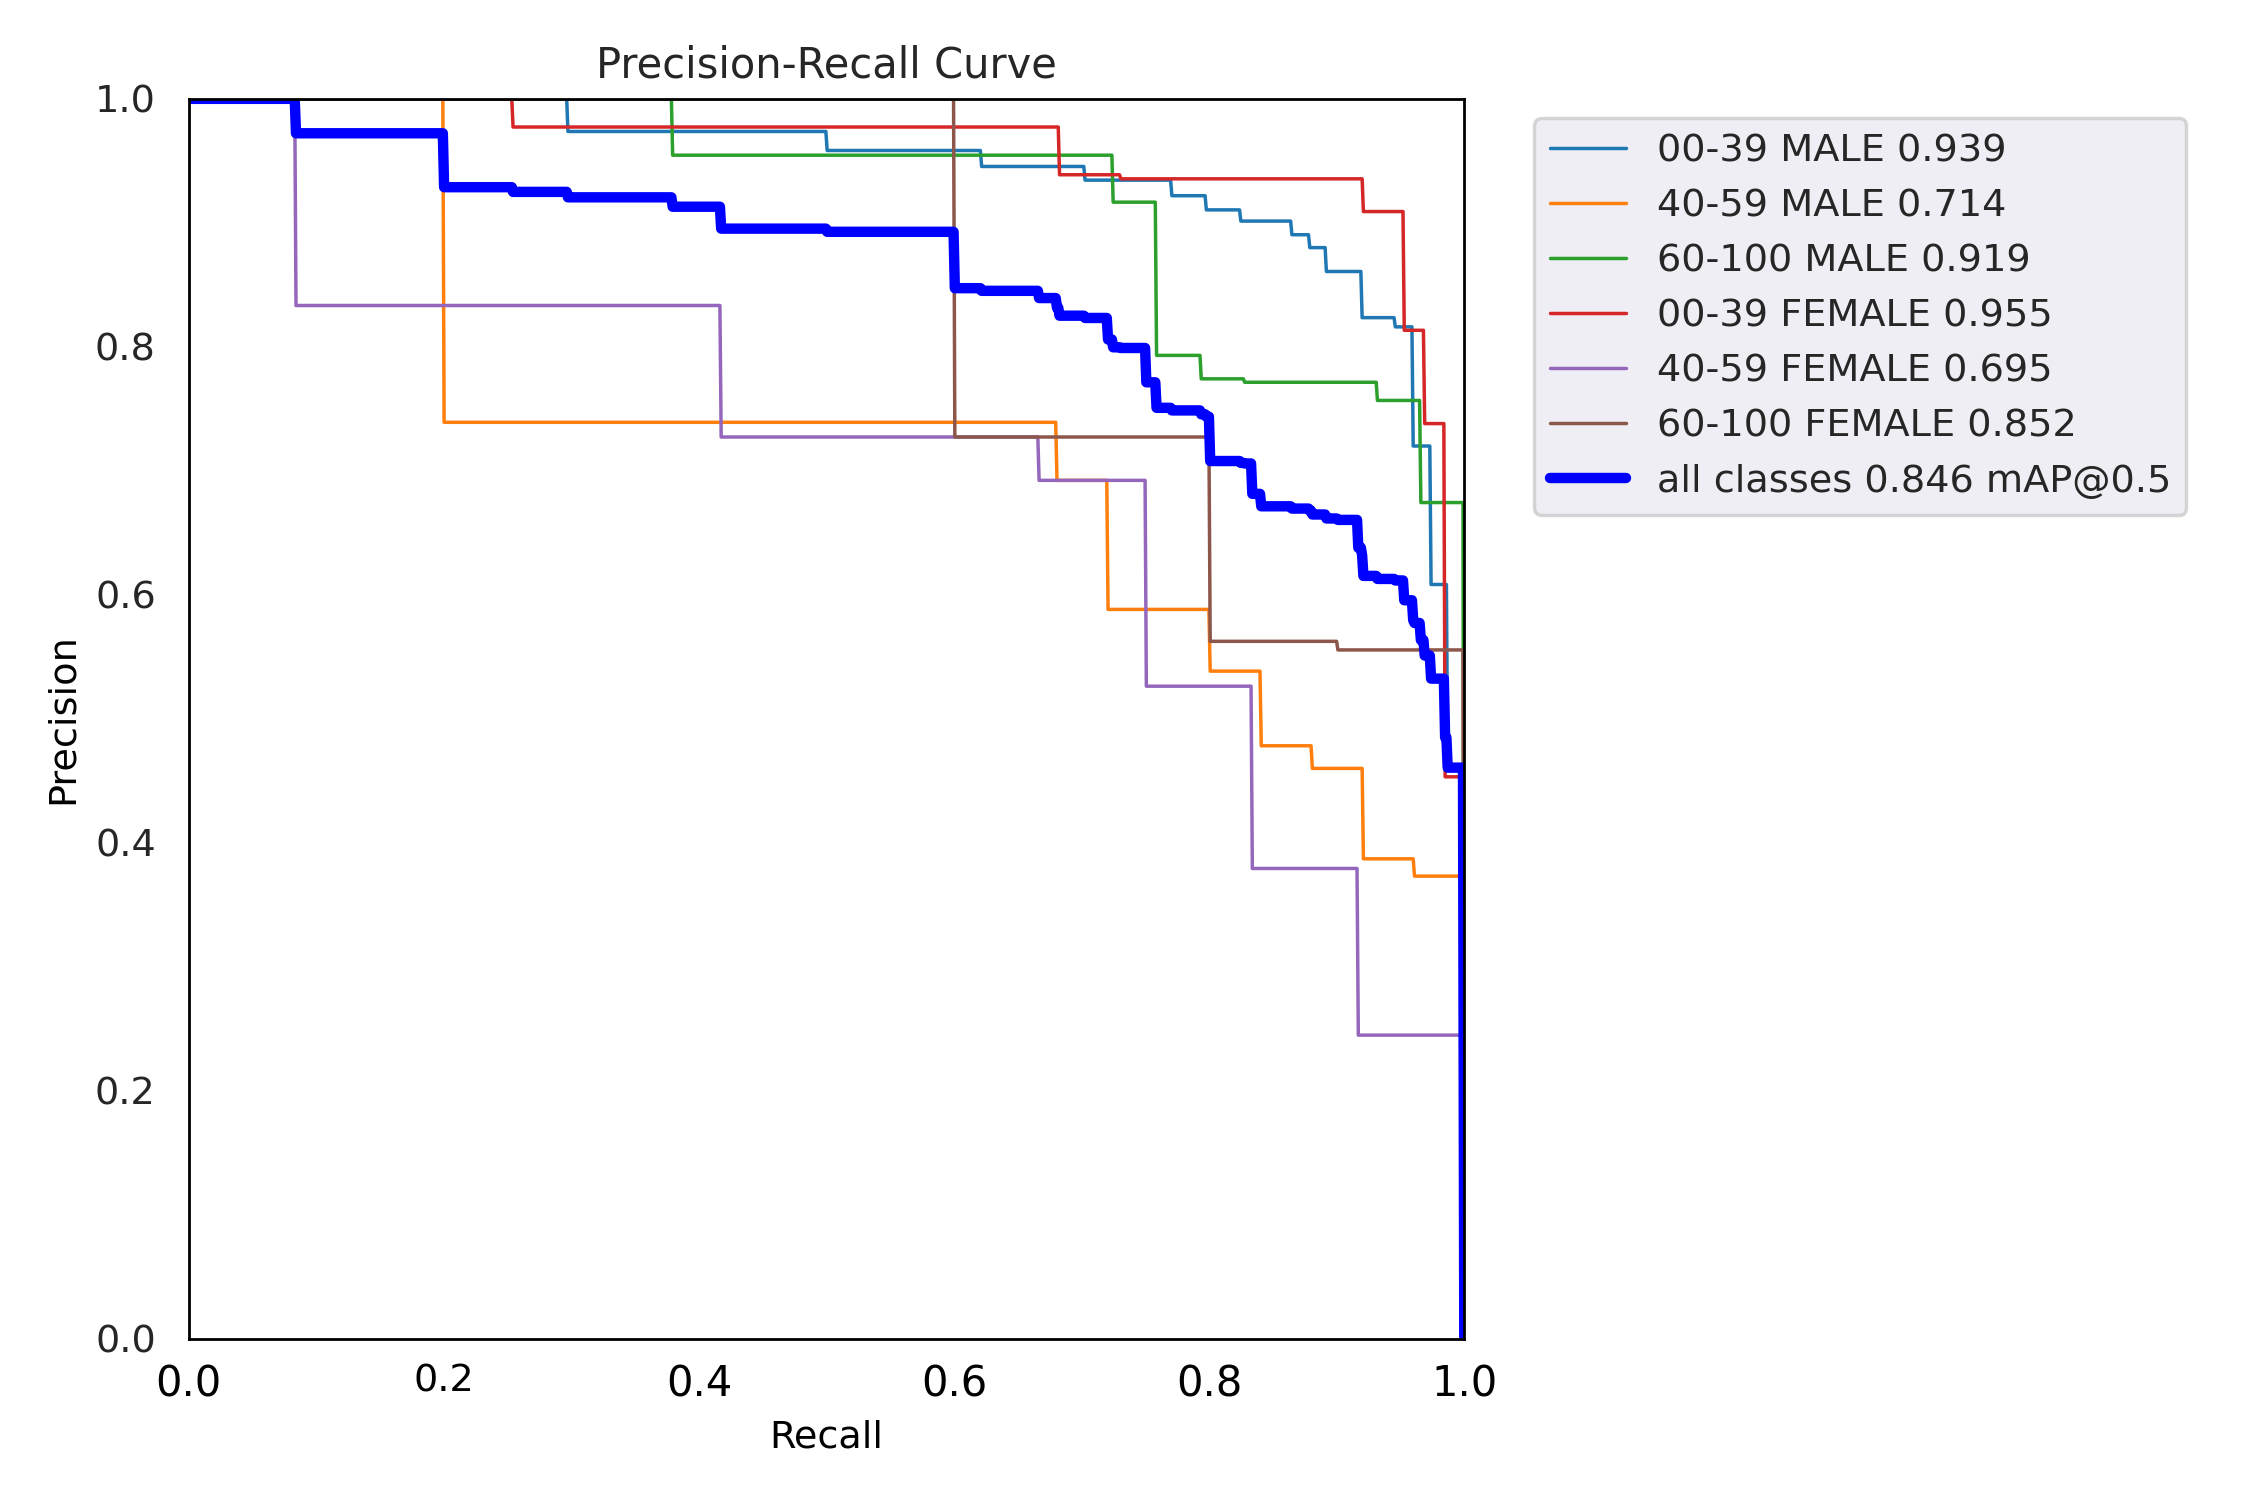 Precision-Recall Curve
1.0
0.8
0.6
0.4
0.2
0.0
Precision
0.0 0.2 0.4 0.6 0.8 1.0
Recall
00-39 MALE 0.939
40-59 MALE 0.714
60-100 MALE 0.919
00-39 FEMALE 0.955
40-59 FEMALE 0.695
60-100 FEMALE 0.852
all classes 0.846 mAP@0.5